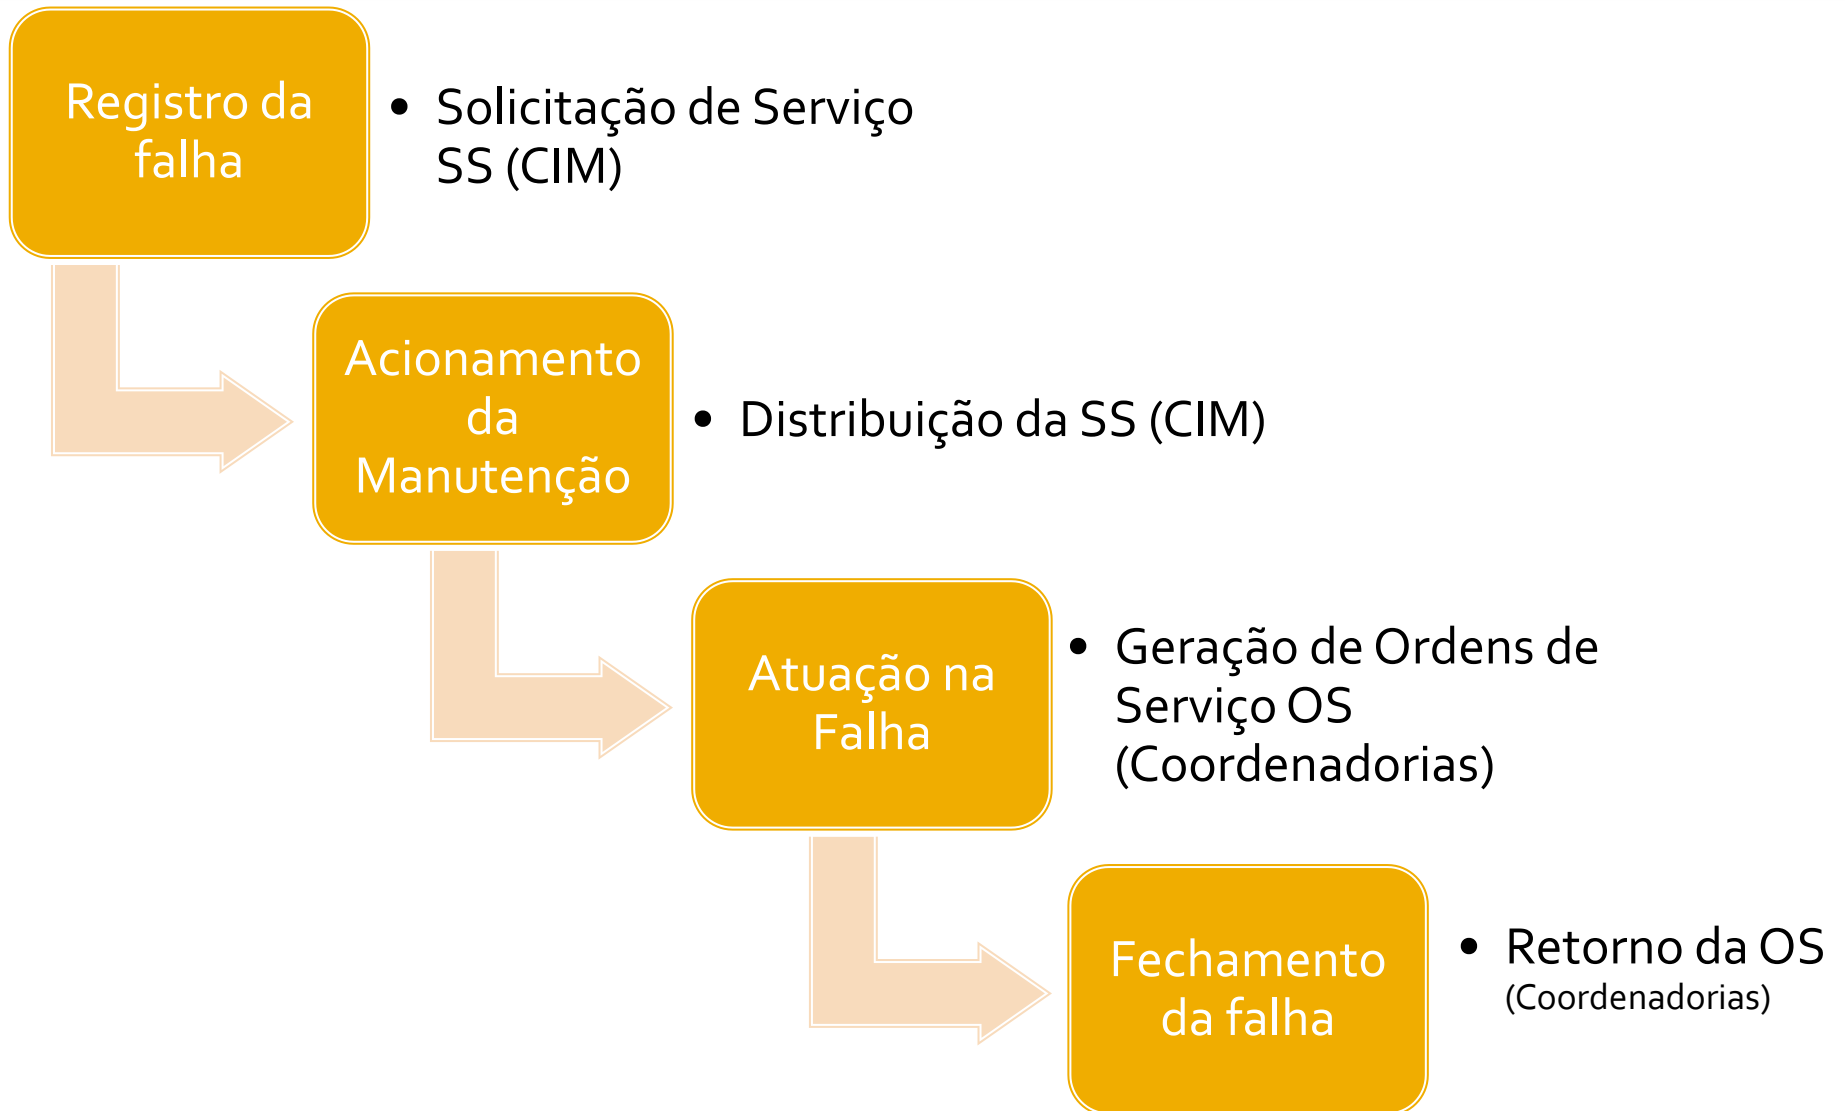 Registro da
falha
• Solicitação de Serviço
SS (CIM)
Acionamento
da
Manutenção
• Distribuição da SS (CIM)
Atuação na
Falha
• Geração de Ordens de
Serviço OS
(Coordenadorias)
Fechamento
da falha
• Retorno da OS
(Coordenadorias)